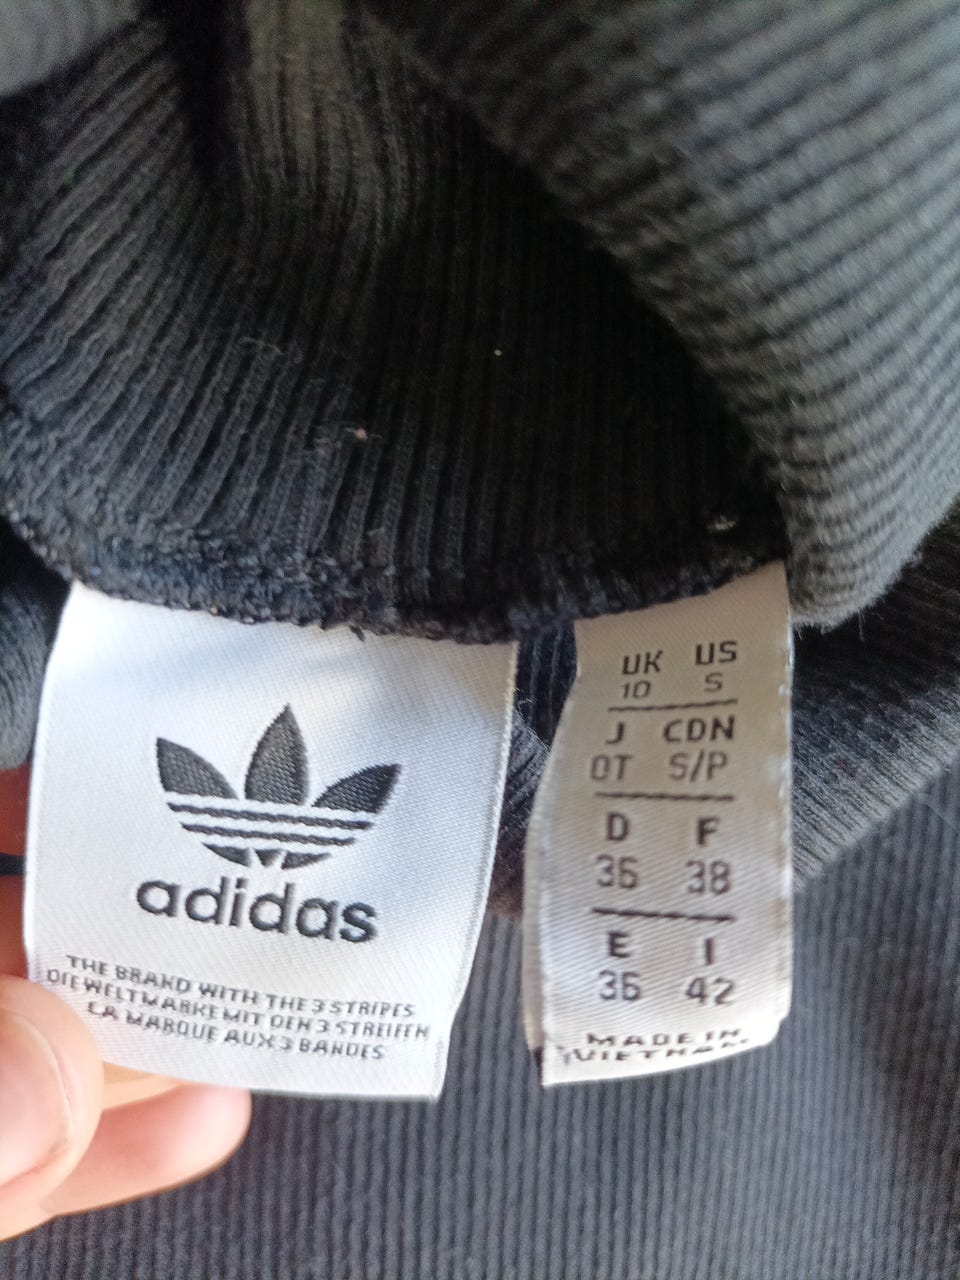 adidas
THE BRAND WITH THE 3 STRIPES
DIE WELTMARKE MIT DEN 3 STREIFEN
LA MARQUE AUX 3 BANDES
UK US
10 S
J CDN
OT S/P
D F
36 38
E I
36 42
MADE IN
VIETNAM